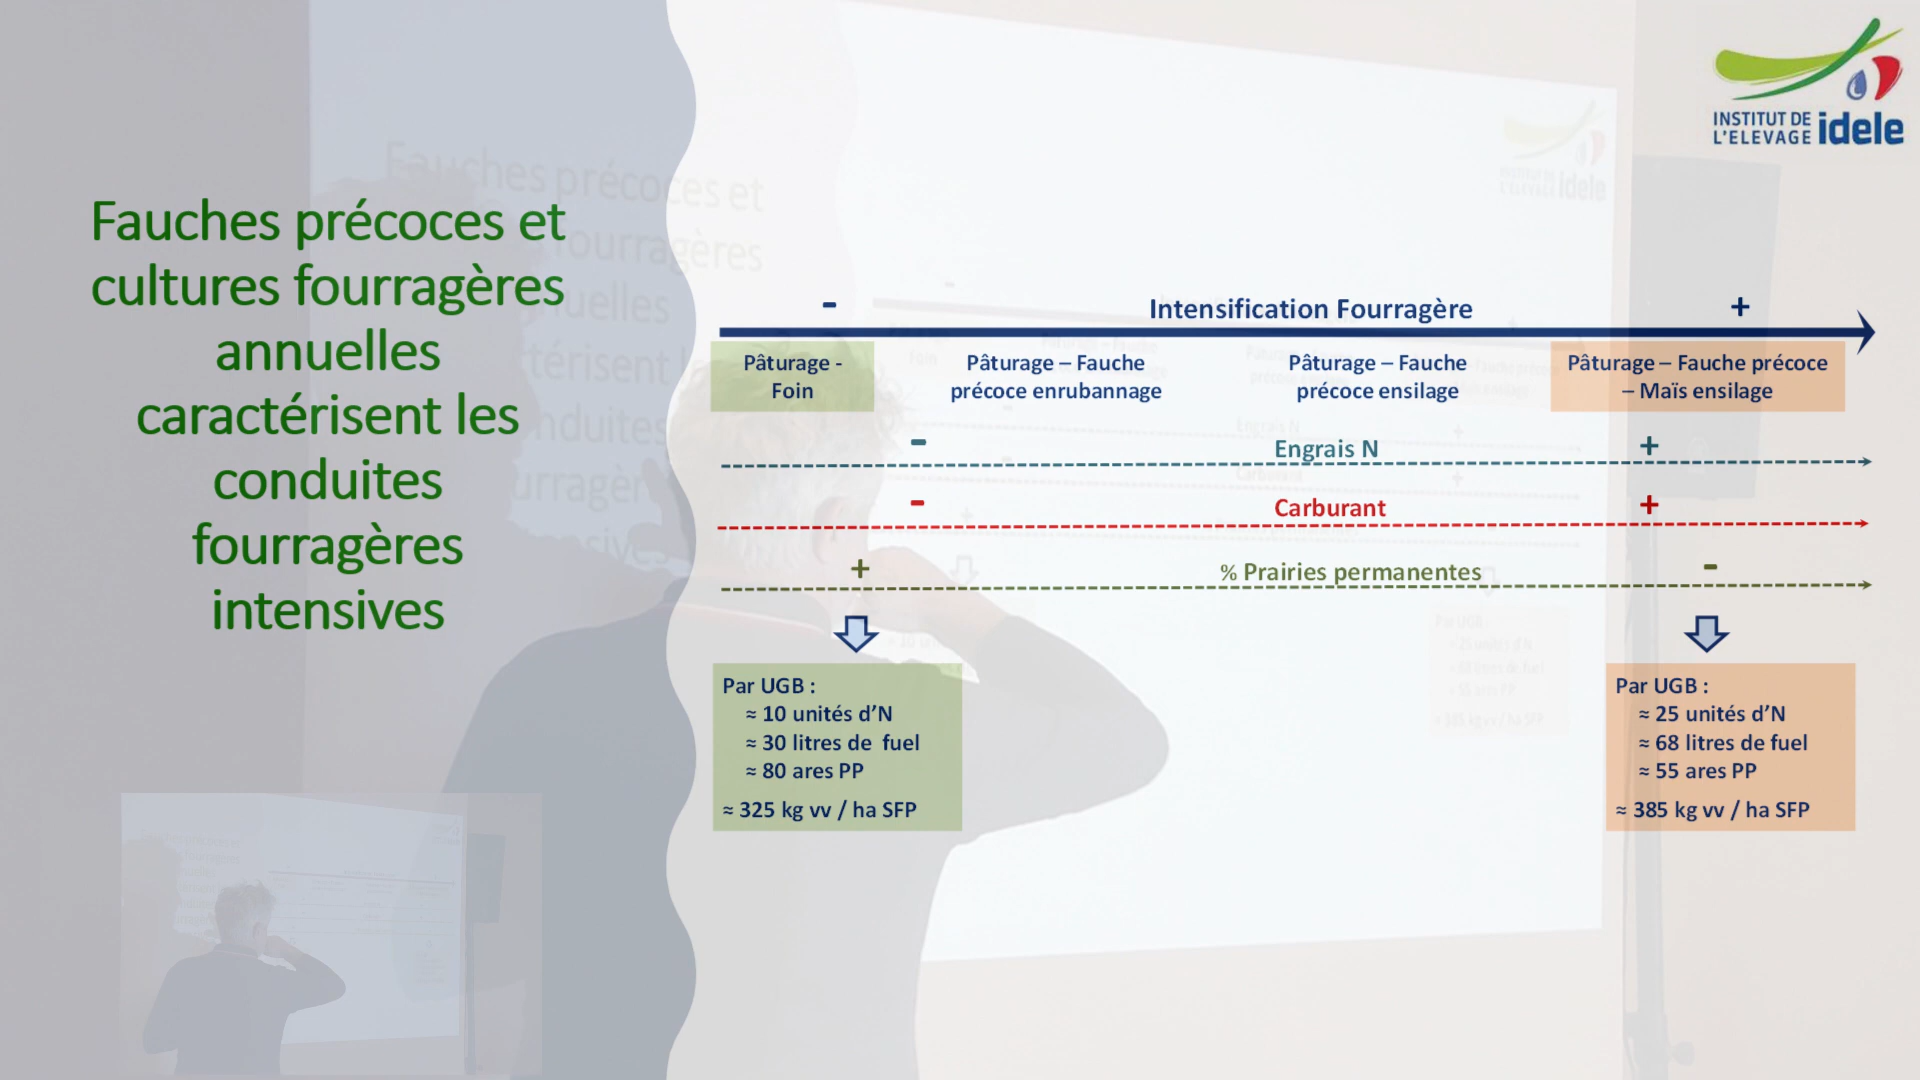 Fauches précoces et
cultures fourragères
annuelles
caractérisent les
conduites
fourragères
intensives
INSTITUT DE
L'ELEVAGE idele
- Intensification Fourragère +
Pâturage -
Foin
Pâturage – Fauche
précoce enrubannage
Pâturage – Fauche
précoce ensilage
Pâturage – Fauche précoce
– Maïs ensilage
- Engrais N +
- Carburant +
+ % Prairies permanentes -
Par UGB :
≈ 10 unités d'N
≈ 30 litres de fuel
≈ 80 ares PP
≈ 325 kg vv / ha SFP
Par UGB :
≈ 25 unités d'N
≈ 68 litres de fuel
≈ 55 ares PP
≈ 385 kg vv / ha SFP